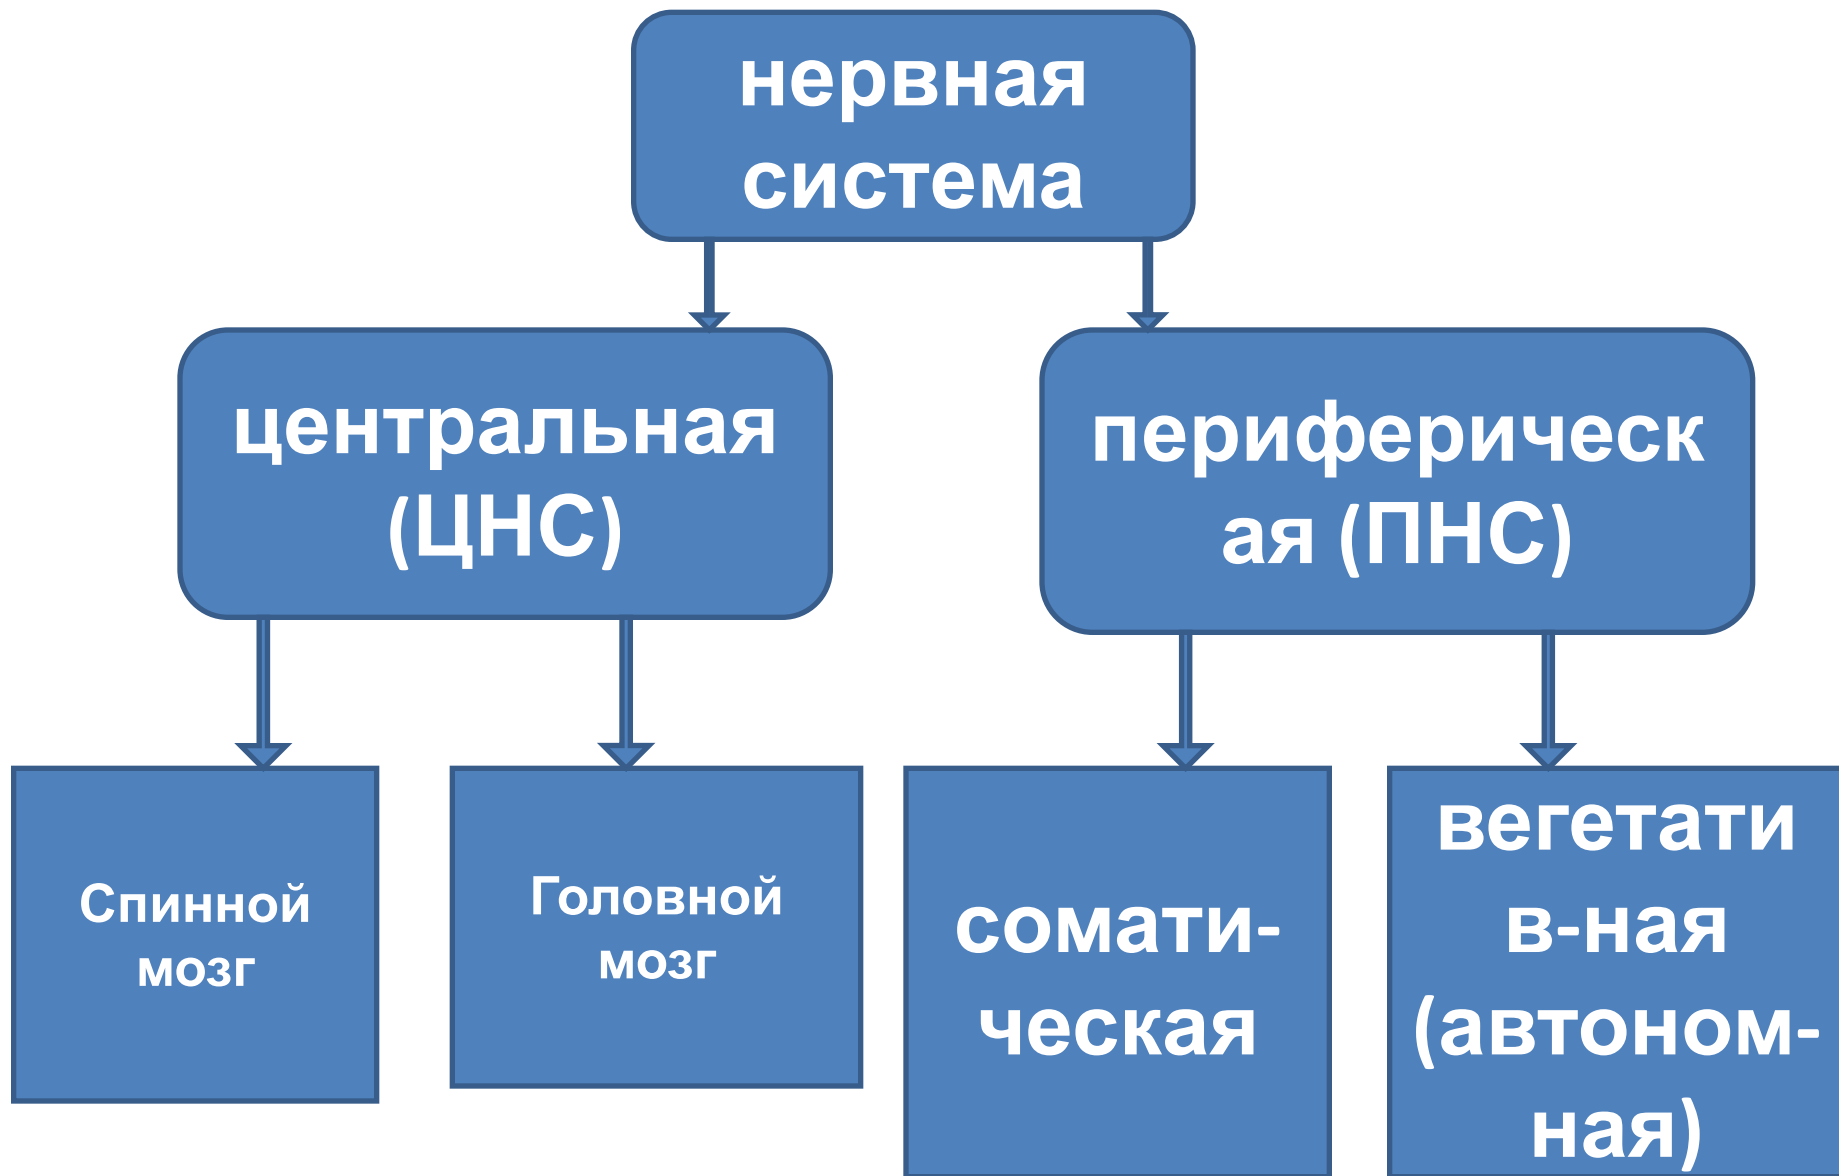 нервная
система
центральная
(ЦНС)
периферическ
ая (ПНС)
Спинной
мозг
Головной
мозг
сомати-
ческая
вегетати
в-ная
(автоном-
ная)